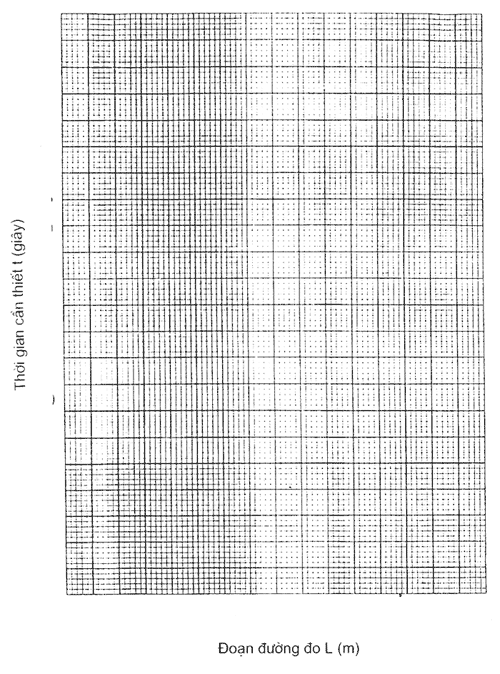 Thời gian cần thiết t (giây)
Đoạn đường đo L (m)